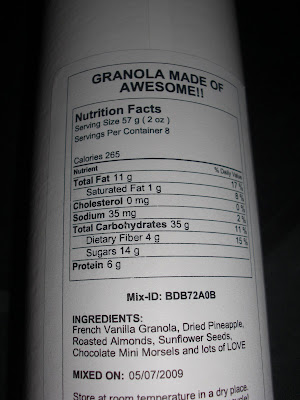 GRANOLA MADE OF
AWESOME!!
Nutrition Facts
Serving Size 57 g ( 2 oz )
Servings Per Container 8
Calories 265
Nutrient % Daily Value
Total Fat 11 g 17 %
Saturated Fat 1 g 6 %
Cholesterol 0 mg 0 %
Sodium 35 mg 2 %
Total Carbohydrates 35 g 11 %
Dietary Fiber 4 g 15 %
Sugars 14 g
Protein 6 g
Mix-ID: BDB72A0B
INGREDIENTS:
French Vanilla Granola, Dried Pineapple,
Roasted Almonds, Sunflower Seeds,
Chocolate Mini Morsels and lots of LOVE
MIXED ON: 05/07/2009
Store at room temperature in a dry place.